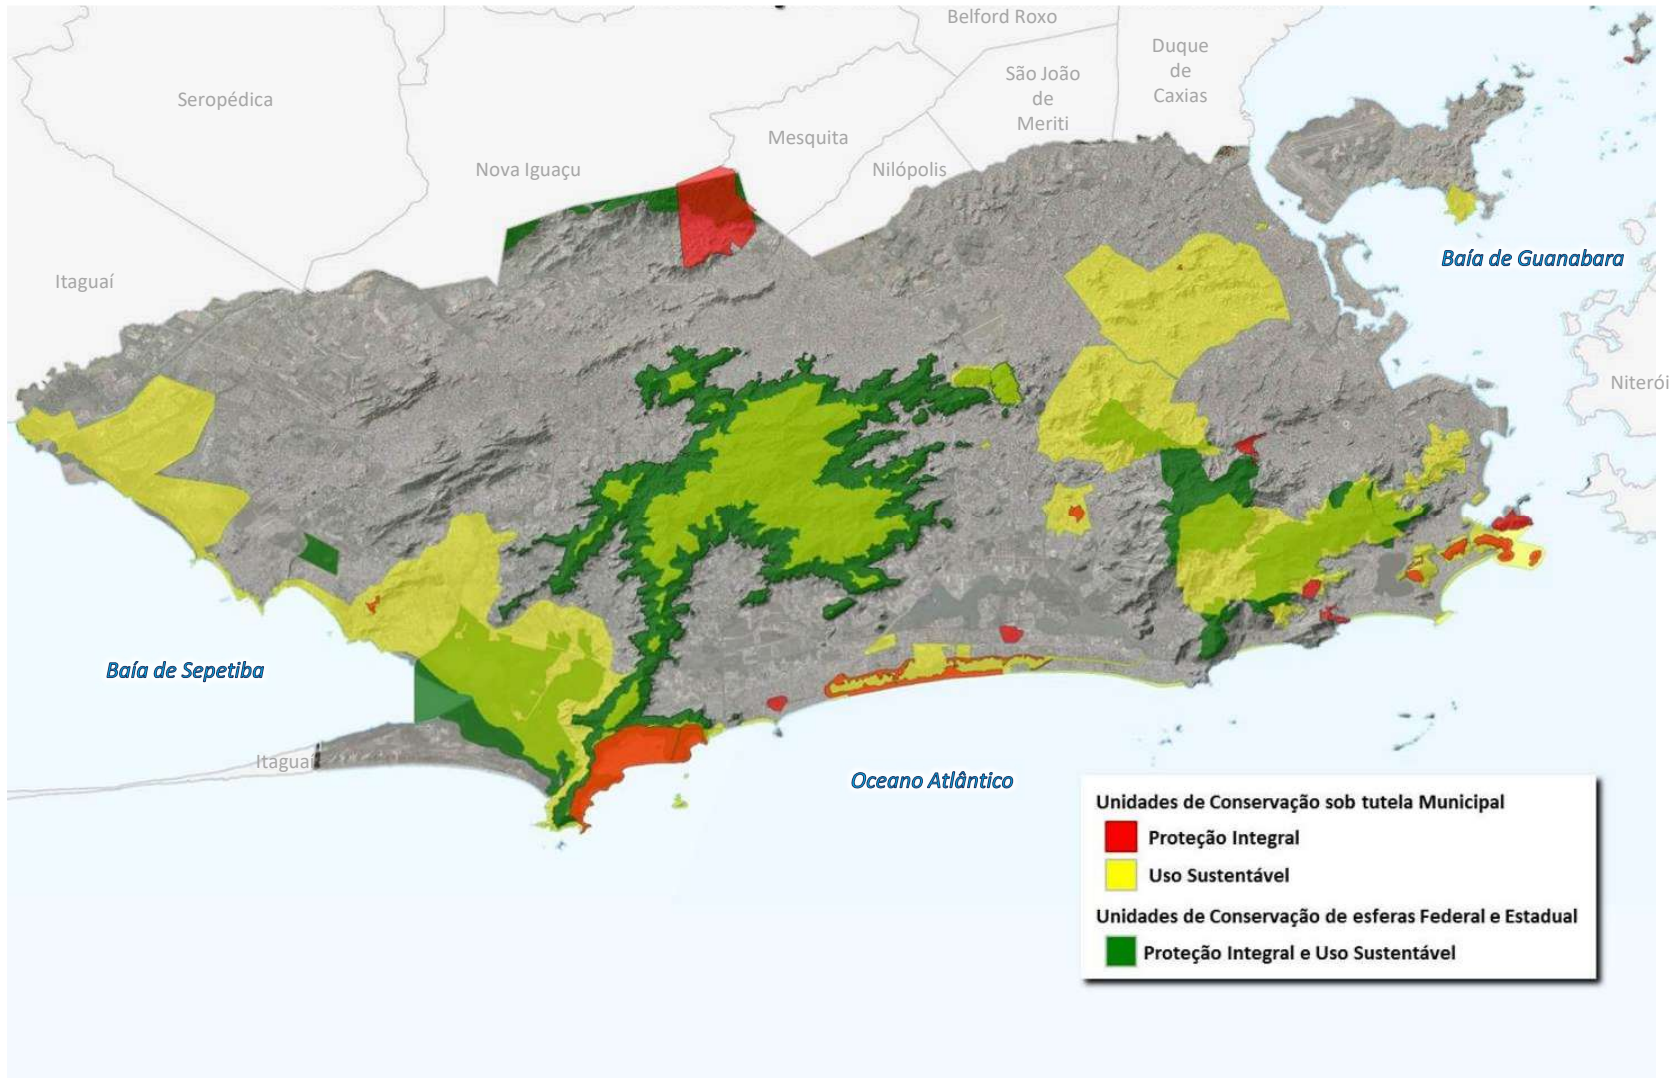 Belford Roxo
Duque
de
Caxias
São João
de
Meriti
Seropédica
Mesquita
Nova Iguaçu
Nilópolis
Baía de Guanabara
Itaguaí
Niterói
Baía de Sepetiba
Itaguaí
Oceano Atlântico
Unidades de Conservação sob tutela Municipal
Proteção Integral
Uso Sustentável
Unidades de Conservação de esferas Federal e Estadual
Proteção Integral e Uso Sustentável